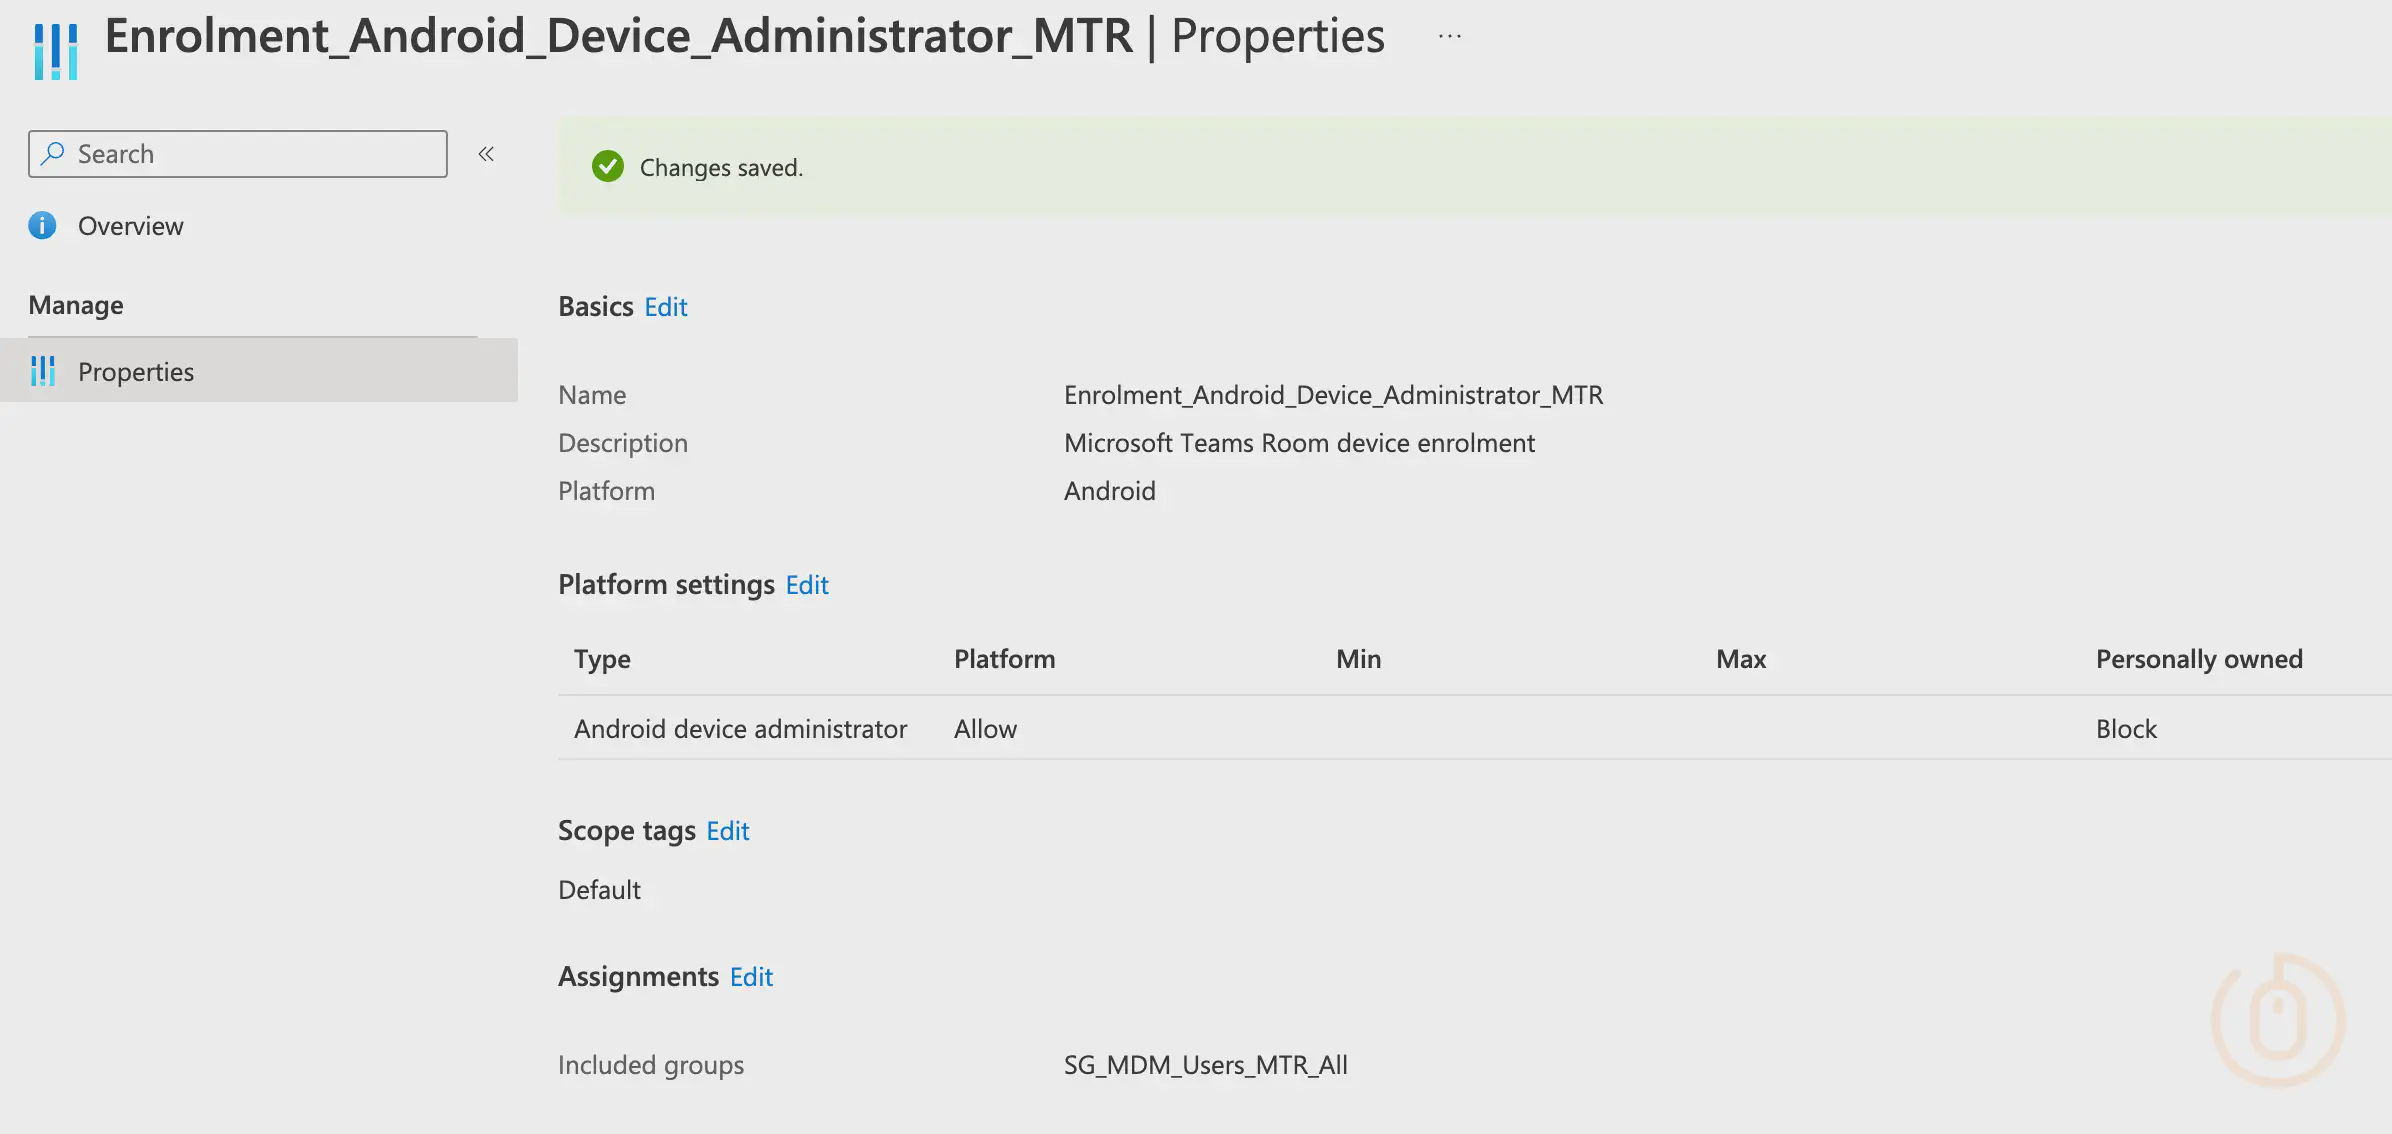 Enrolment_Android_Device_Administrator_MTR | Properties ...
Search
«
Changes saved.
Overview
Manage
Properties
Basics Edit
Name Enrolment_Android_Device_Administrator_MTR
Description Microsoft Teams Room device enrolment
Platform Android
Platform settings Edit
Type Platform Min Max Personally owned
Android device administrator Allow Block
Scope tags Edit
Default
Assignments Edit
Included groups SG_MDM_Users_MTR_All